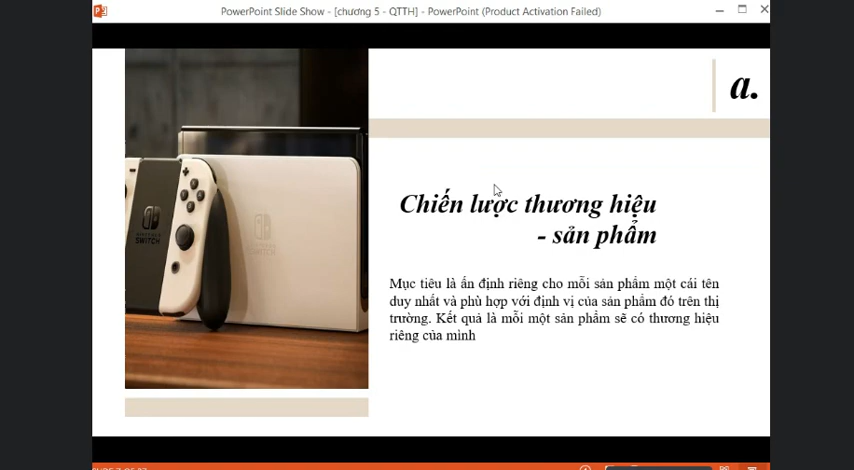 PowerPoint Slide Show - [chương 5 - QTTH] - PowerPoint (Product Activation Failed)
a.
Chiến lược thương hiệu
- sản phẩm
Mục tiêu là ấn định riêng cho mỗi sản phẩm một cái tên
duy nhất và phù hợp với định vị của sản phẩm đó trên thị
trường. Kết quả là mỗi một sản phẩm sẽ có thương hiệu
riêng của mình
NINTENDO
SWITCH